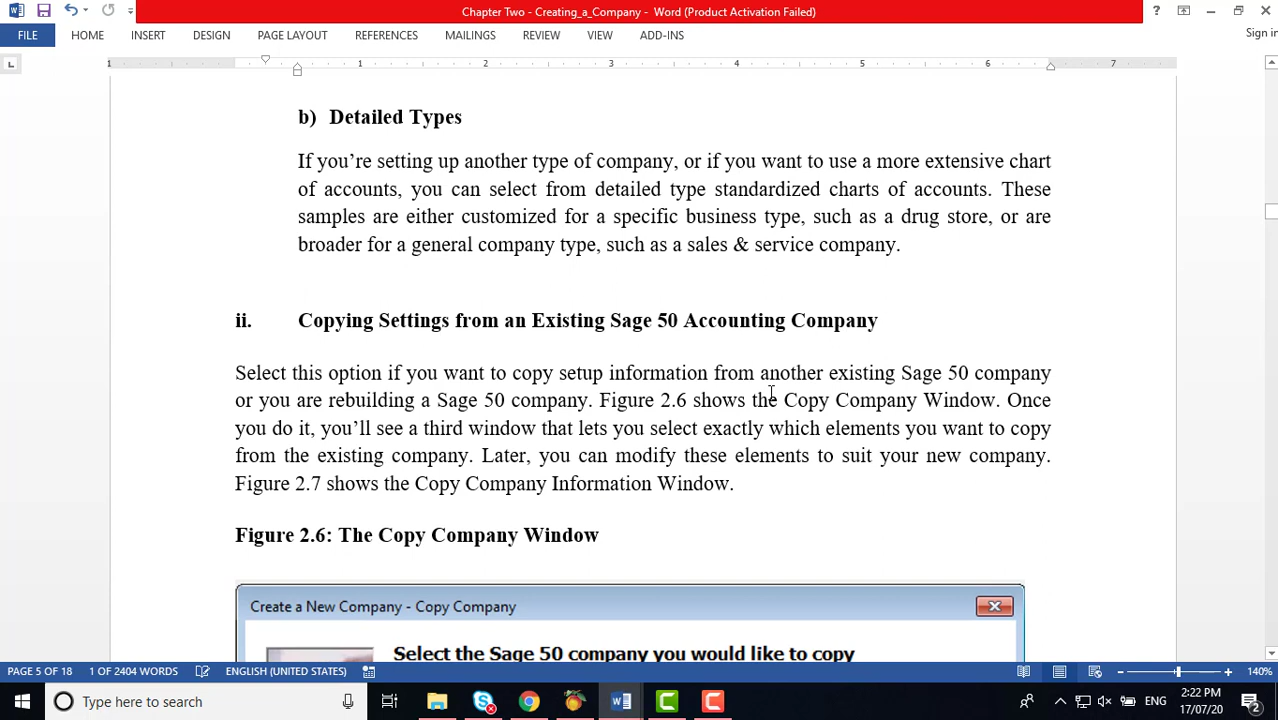 Chapter Two - Creating_a_Company - Word (Product Activation Failed)
FILE HOME INSERT DESIGN PAGE LAYOUT REFERENCES MAILINGS REVIEW VIEW ADD-INS Sign in
1 1 2 3 4 5 6 7
b) Detailed Types
If you’re setting up another type of company, or if you want to use a more extensive chart
of accounts, you can select from detailed type standardized charts of accounts. These
samples are either customized for a specific business type, such as a drug store, or are
broader for a general company type, such as a sales & service company.
ii. Copying Settings from an Existing Sage 50 Accounting Company
Select this option if you want to copy setup information from another existing Sage 50 company
or you are rebuilding a Sage 50 company. Figure 2.6 shows the Copy Company Window. Once
you do it, you’ll see a third window that lets you select exactly which elements you want to copy
from the existing company. Later, you can modify these elements to suit your new company.
Figure 2.7 shows the Copy Company Information Window.
Figure 2.6: The Copy Company Window
Create a New Company - Copy Company
Select the Sage 50 company you would like to copy
PAGE 5 OF 18 1 OF 2404 WORDS ENGLISH (UNITED STATES) 140%
Type here to search ENG 2:22 PM
17/07/20 2